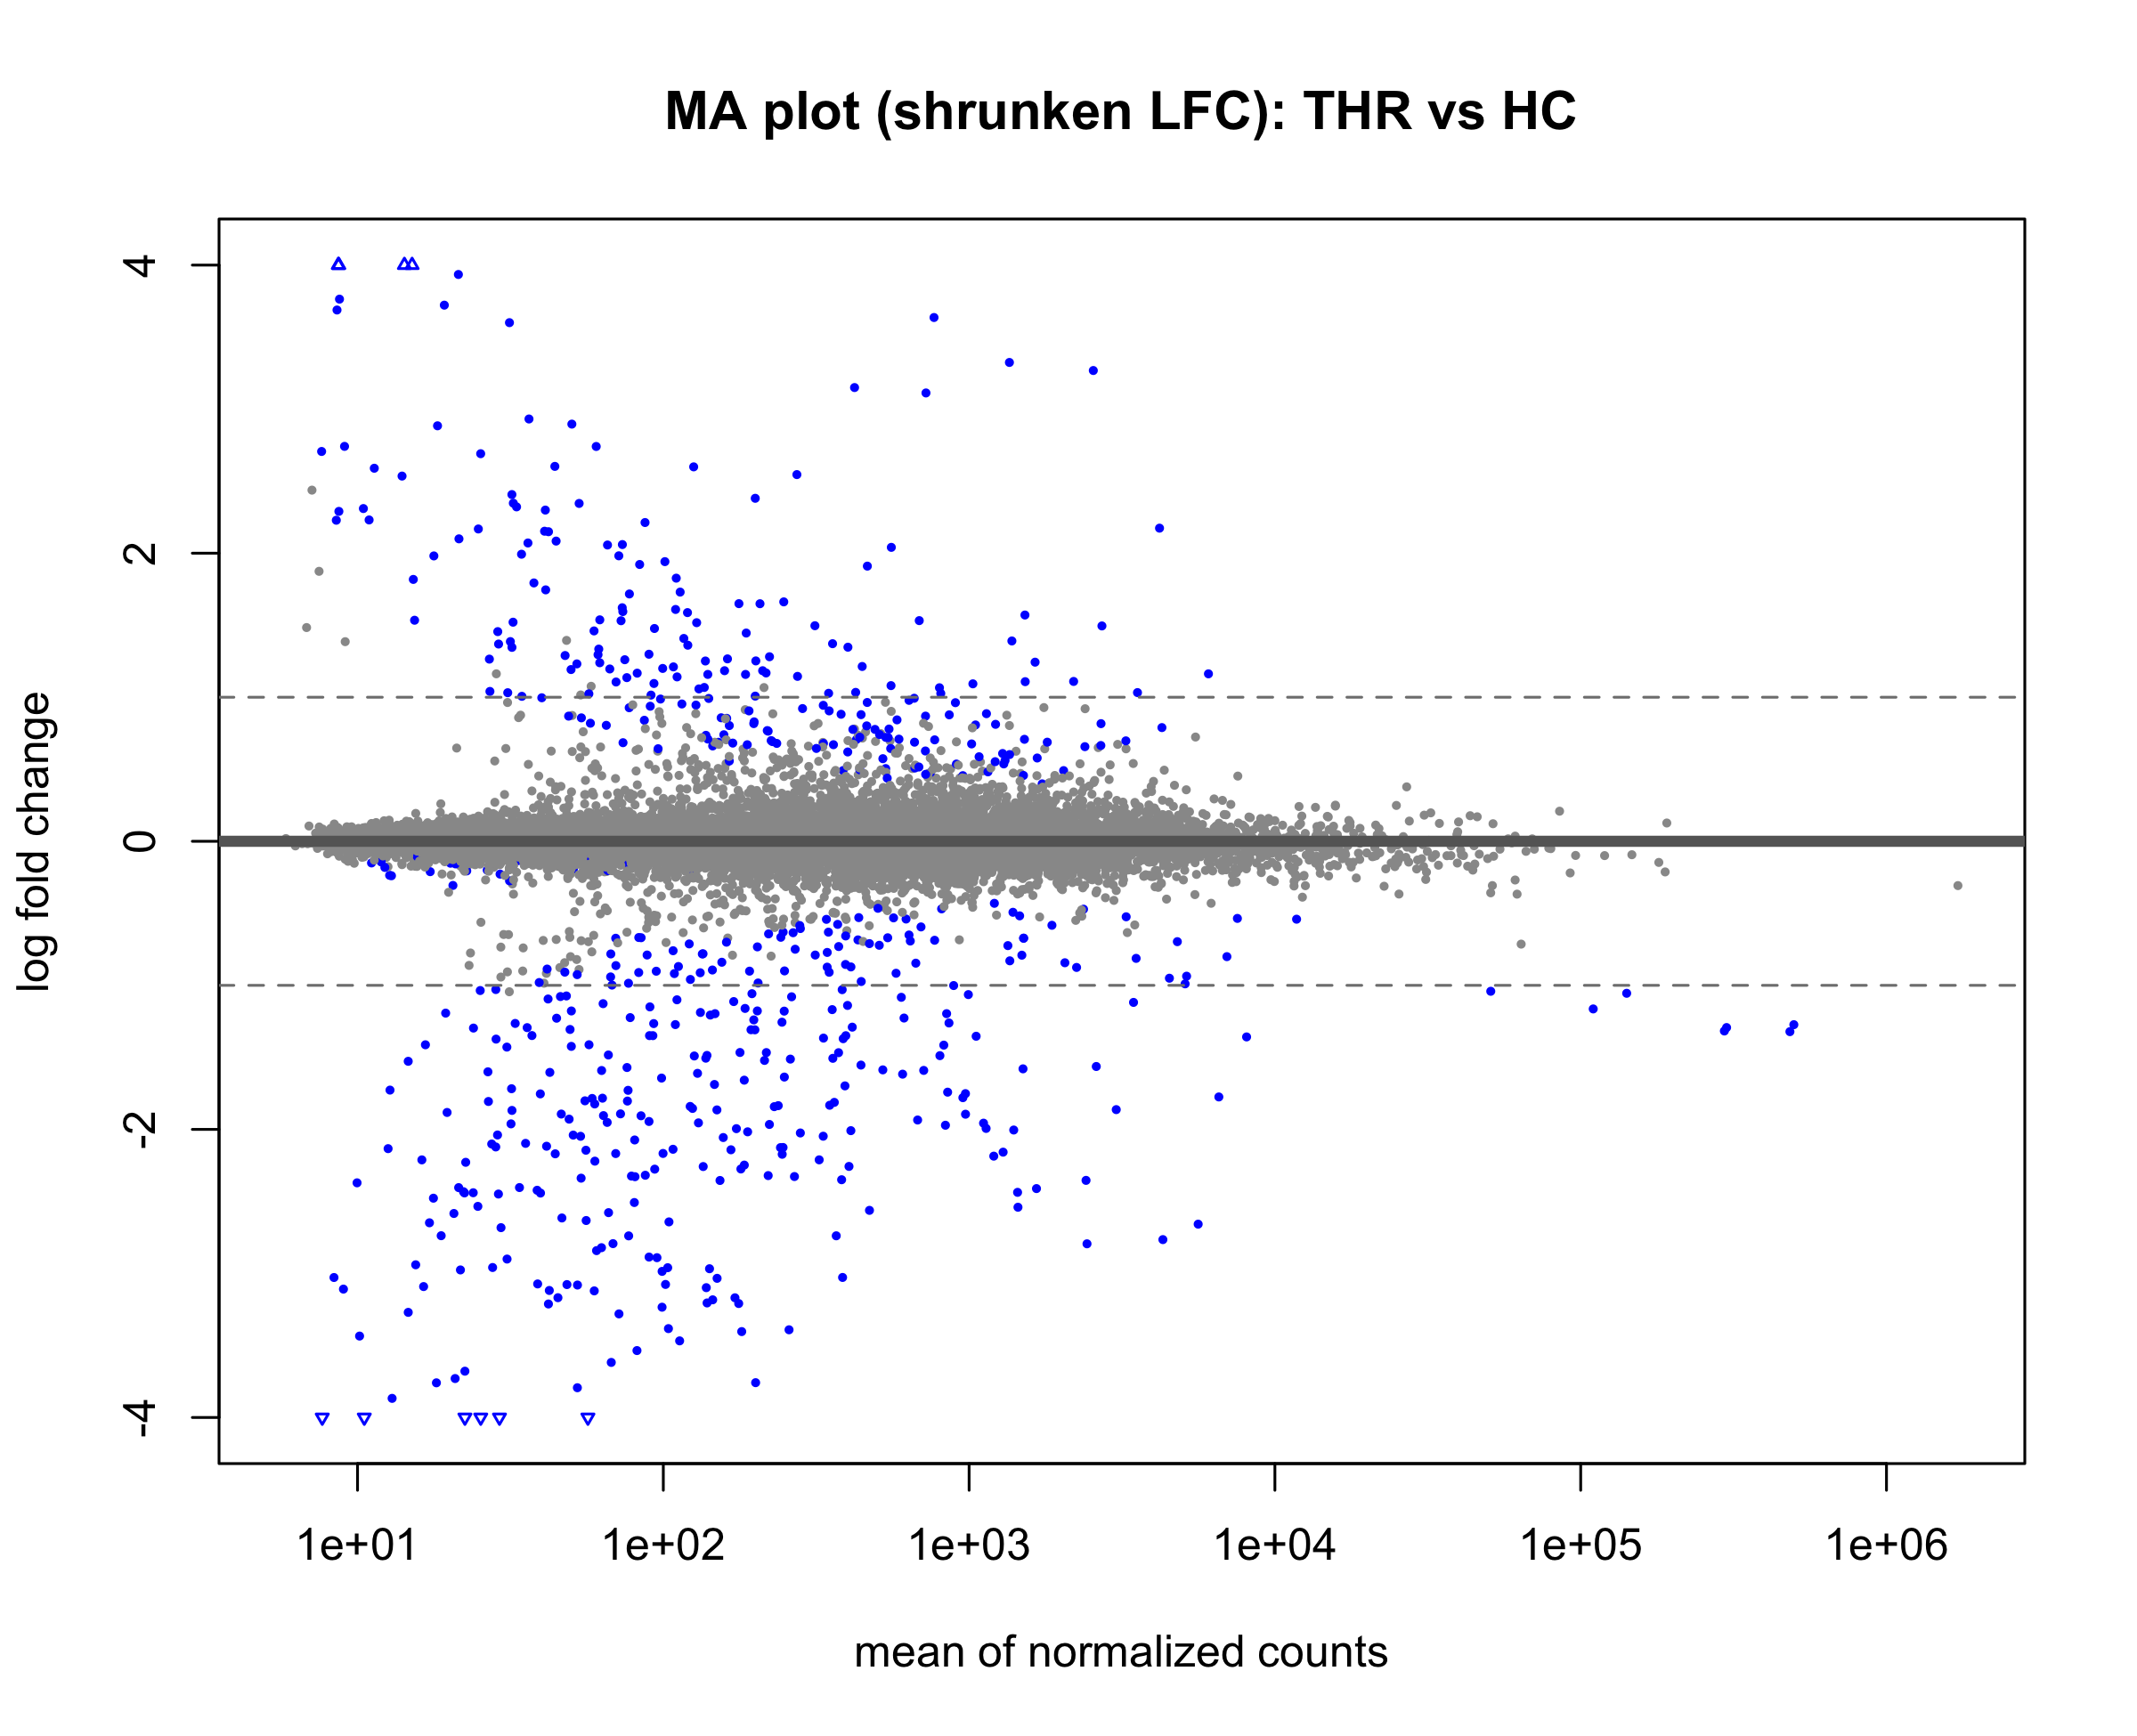 MA plot (shrunken LFC): THR vs HC
log fold change
4
2
0
-2
-4
1e+01 1e+02 1e+03 1e+04 1e+05 1e+06
mean of normalized counts